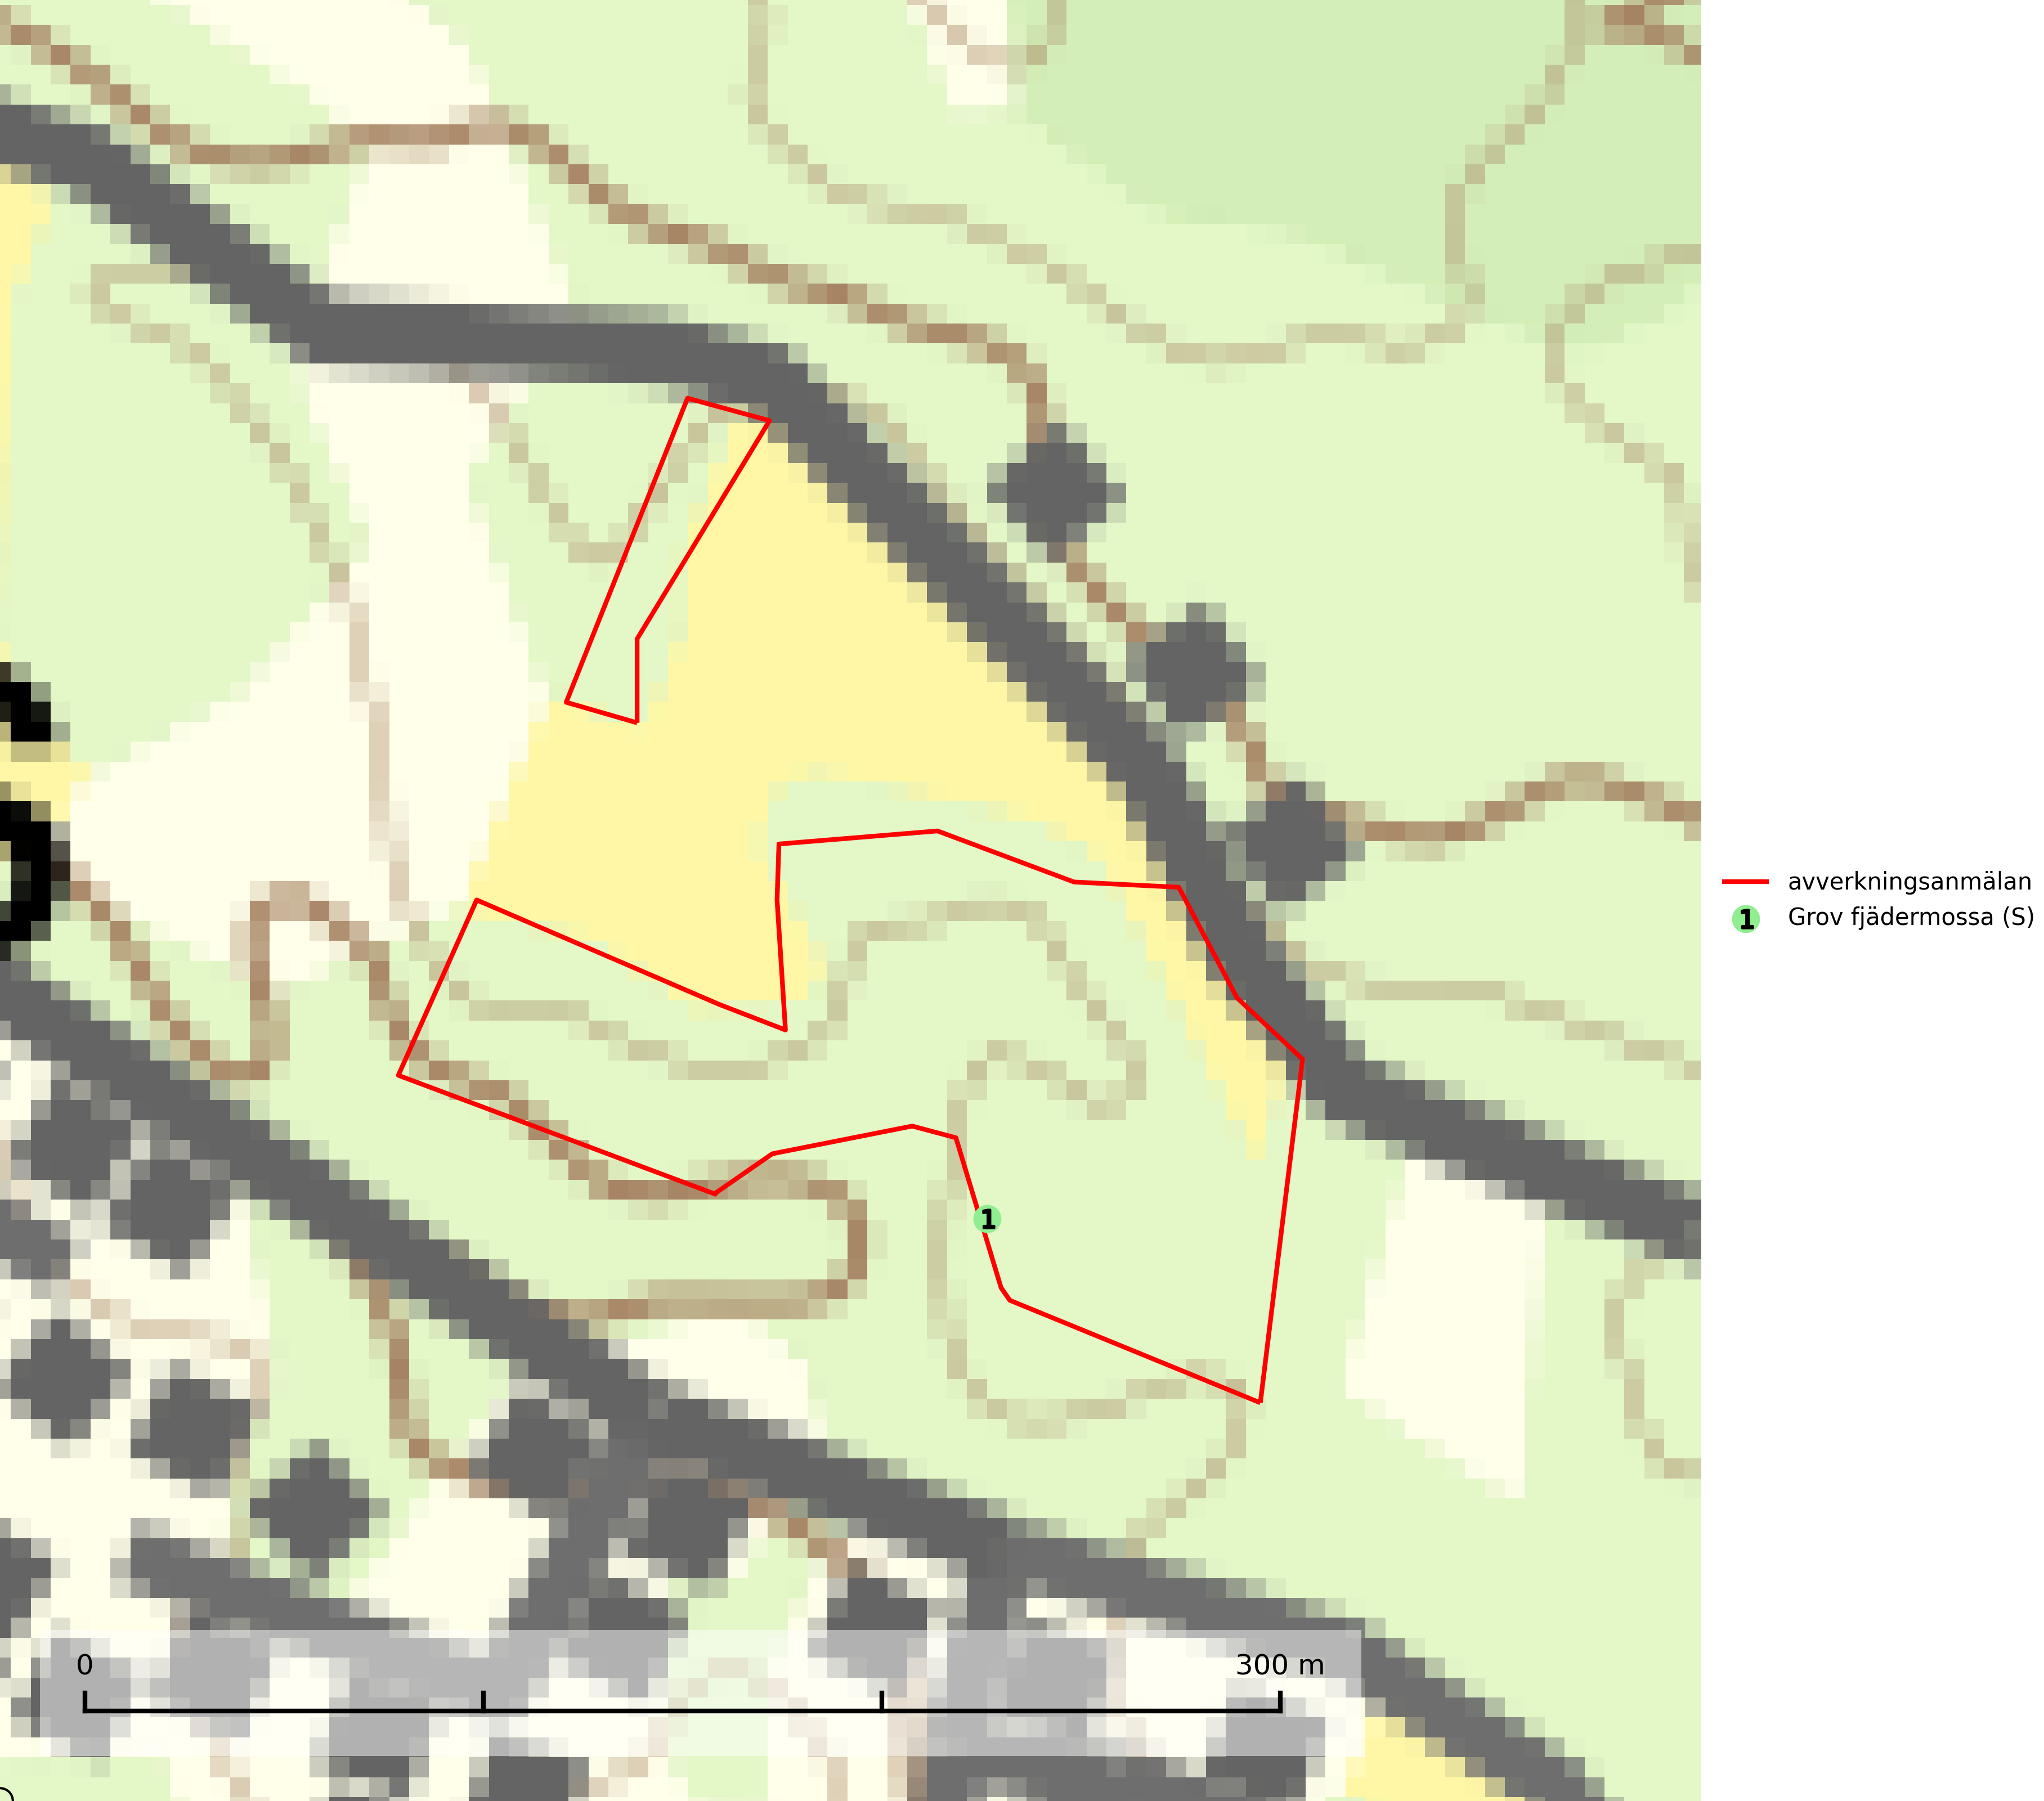 avverkningsanmälan
1 Grov fjädermossa (S)
1
0 300 m